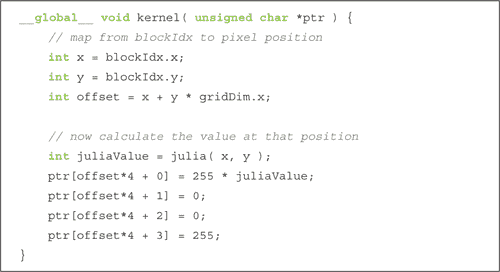 __global__ void kernel( unsigned char *ptr ) {
    // map from blockIdx to pixel position
    int x = blockIdx.x;
    int y = blockIdx.y;
    int offset = x + y * gridDim.x;

    // now calculate the value at that position
    int juliaValue = julia( x, y );
    ptr[offset*4 + 0] = 255 * juliaValue;
    ptr[offset*4 + 1] = 0;
    ptr[offset*4 + 2] = 0;
    ptr[offset*4 + 3] = 255;
}